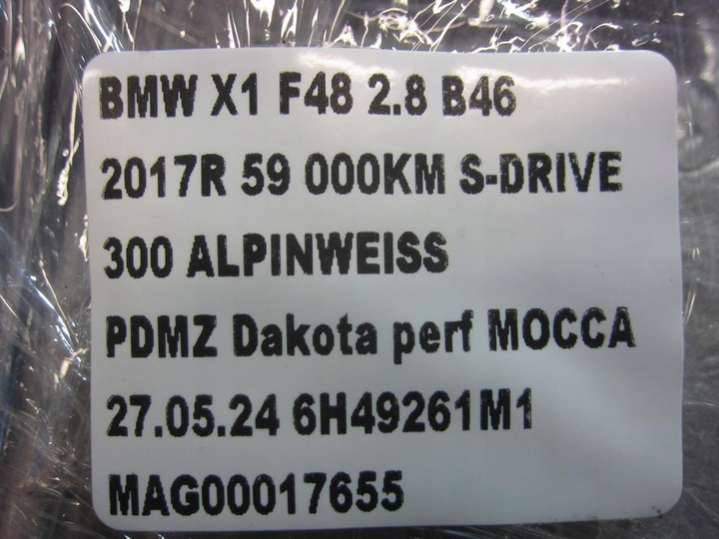 BMW X1 F48 2.8 B46
2017R 59 000KM S-DRIVE
300 ALPINWEISS
PDMZ Dakota perf MOCCA
27.05.24 6H49261M1
MAG00017655